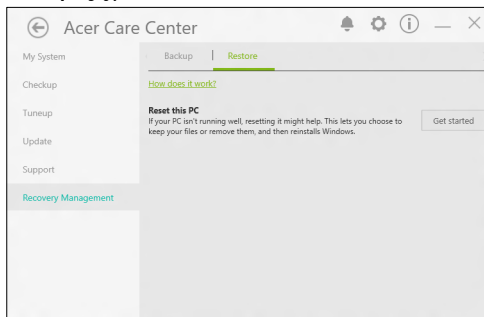 Acer Care Center
My System
Checkup
Tuneup
Update
Support
Recovery Management
Backup | Restore
How does it work?
Reset this PC
If your PC isn't running well, resetting it might help. This lets you choose to
keep your files or remove them, and then reinstalls Windows.
Get started